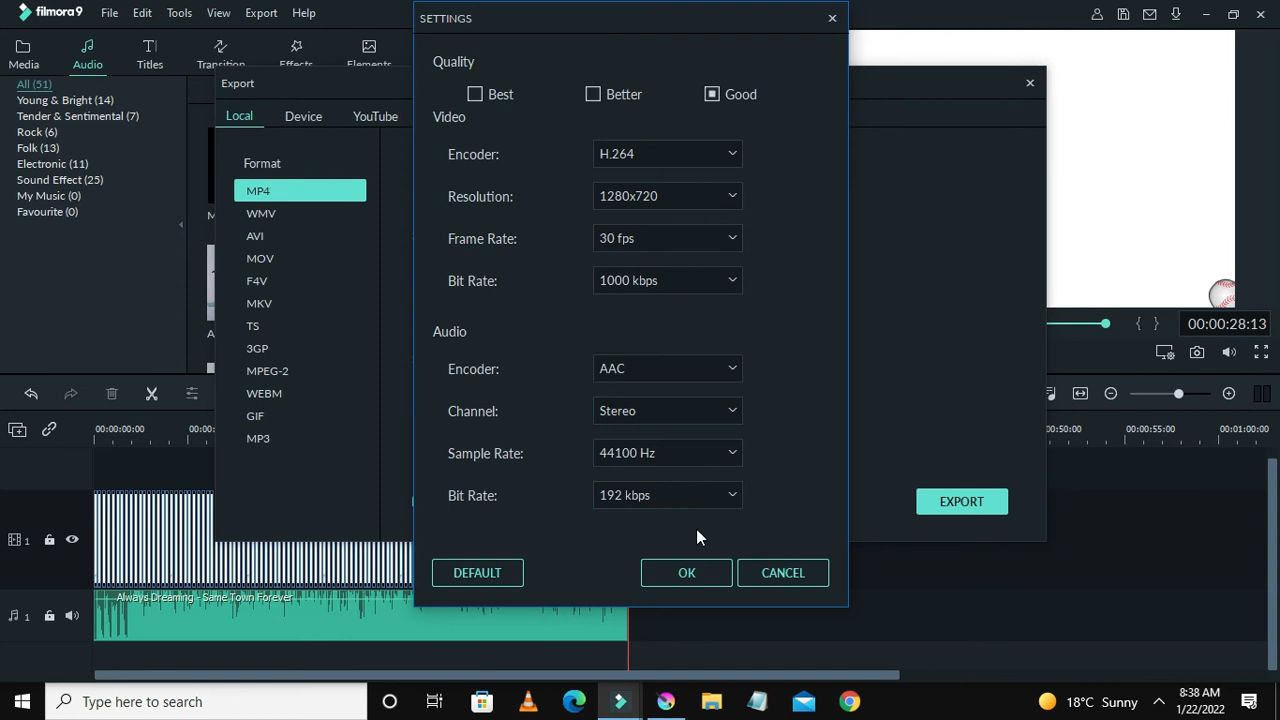 filmora9
File Edit Tools View Export Help
Media Audio Titles Transition Effects Elements
All (51)
Young & Bright (14)
Tender & Sentimental (7)
Rock (6)
Folk (13)
Electronic (11)
Sound Effect (25)
My Music (0)
Favourite (0)
Export
Local Device YouTube
Format
MP4
WMV
AVI
MOV
F4V
MKV
TS
3GP
MPEG-2
WEBM
GIF
MP3
EXPORT
SETTINGS
Quality
Best Better Good
Video
Encoder: H.264
Resolution: 1280x720
Frame Rate: 30 fps
Bit Rate: 1000 kbps
Audio
Encoder: AAC
Channel: Stereo
Sample Rate: 44100 Hz
Bit Rate: 192 kbps
DEFAULT OK CANCEL
00:00:28:13
00:00:00:00 00:00:55:00 00:01:00:00
1
Always Dreaming - Same Town Forever
1
Type here to search
18°C Sunny
8:38 AM
1/22/2022